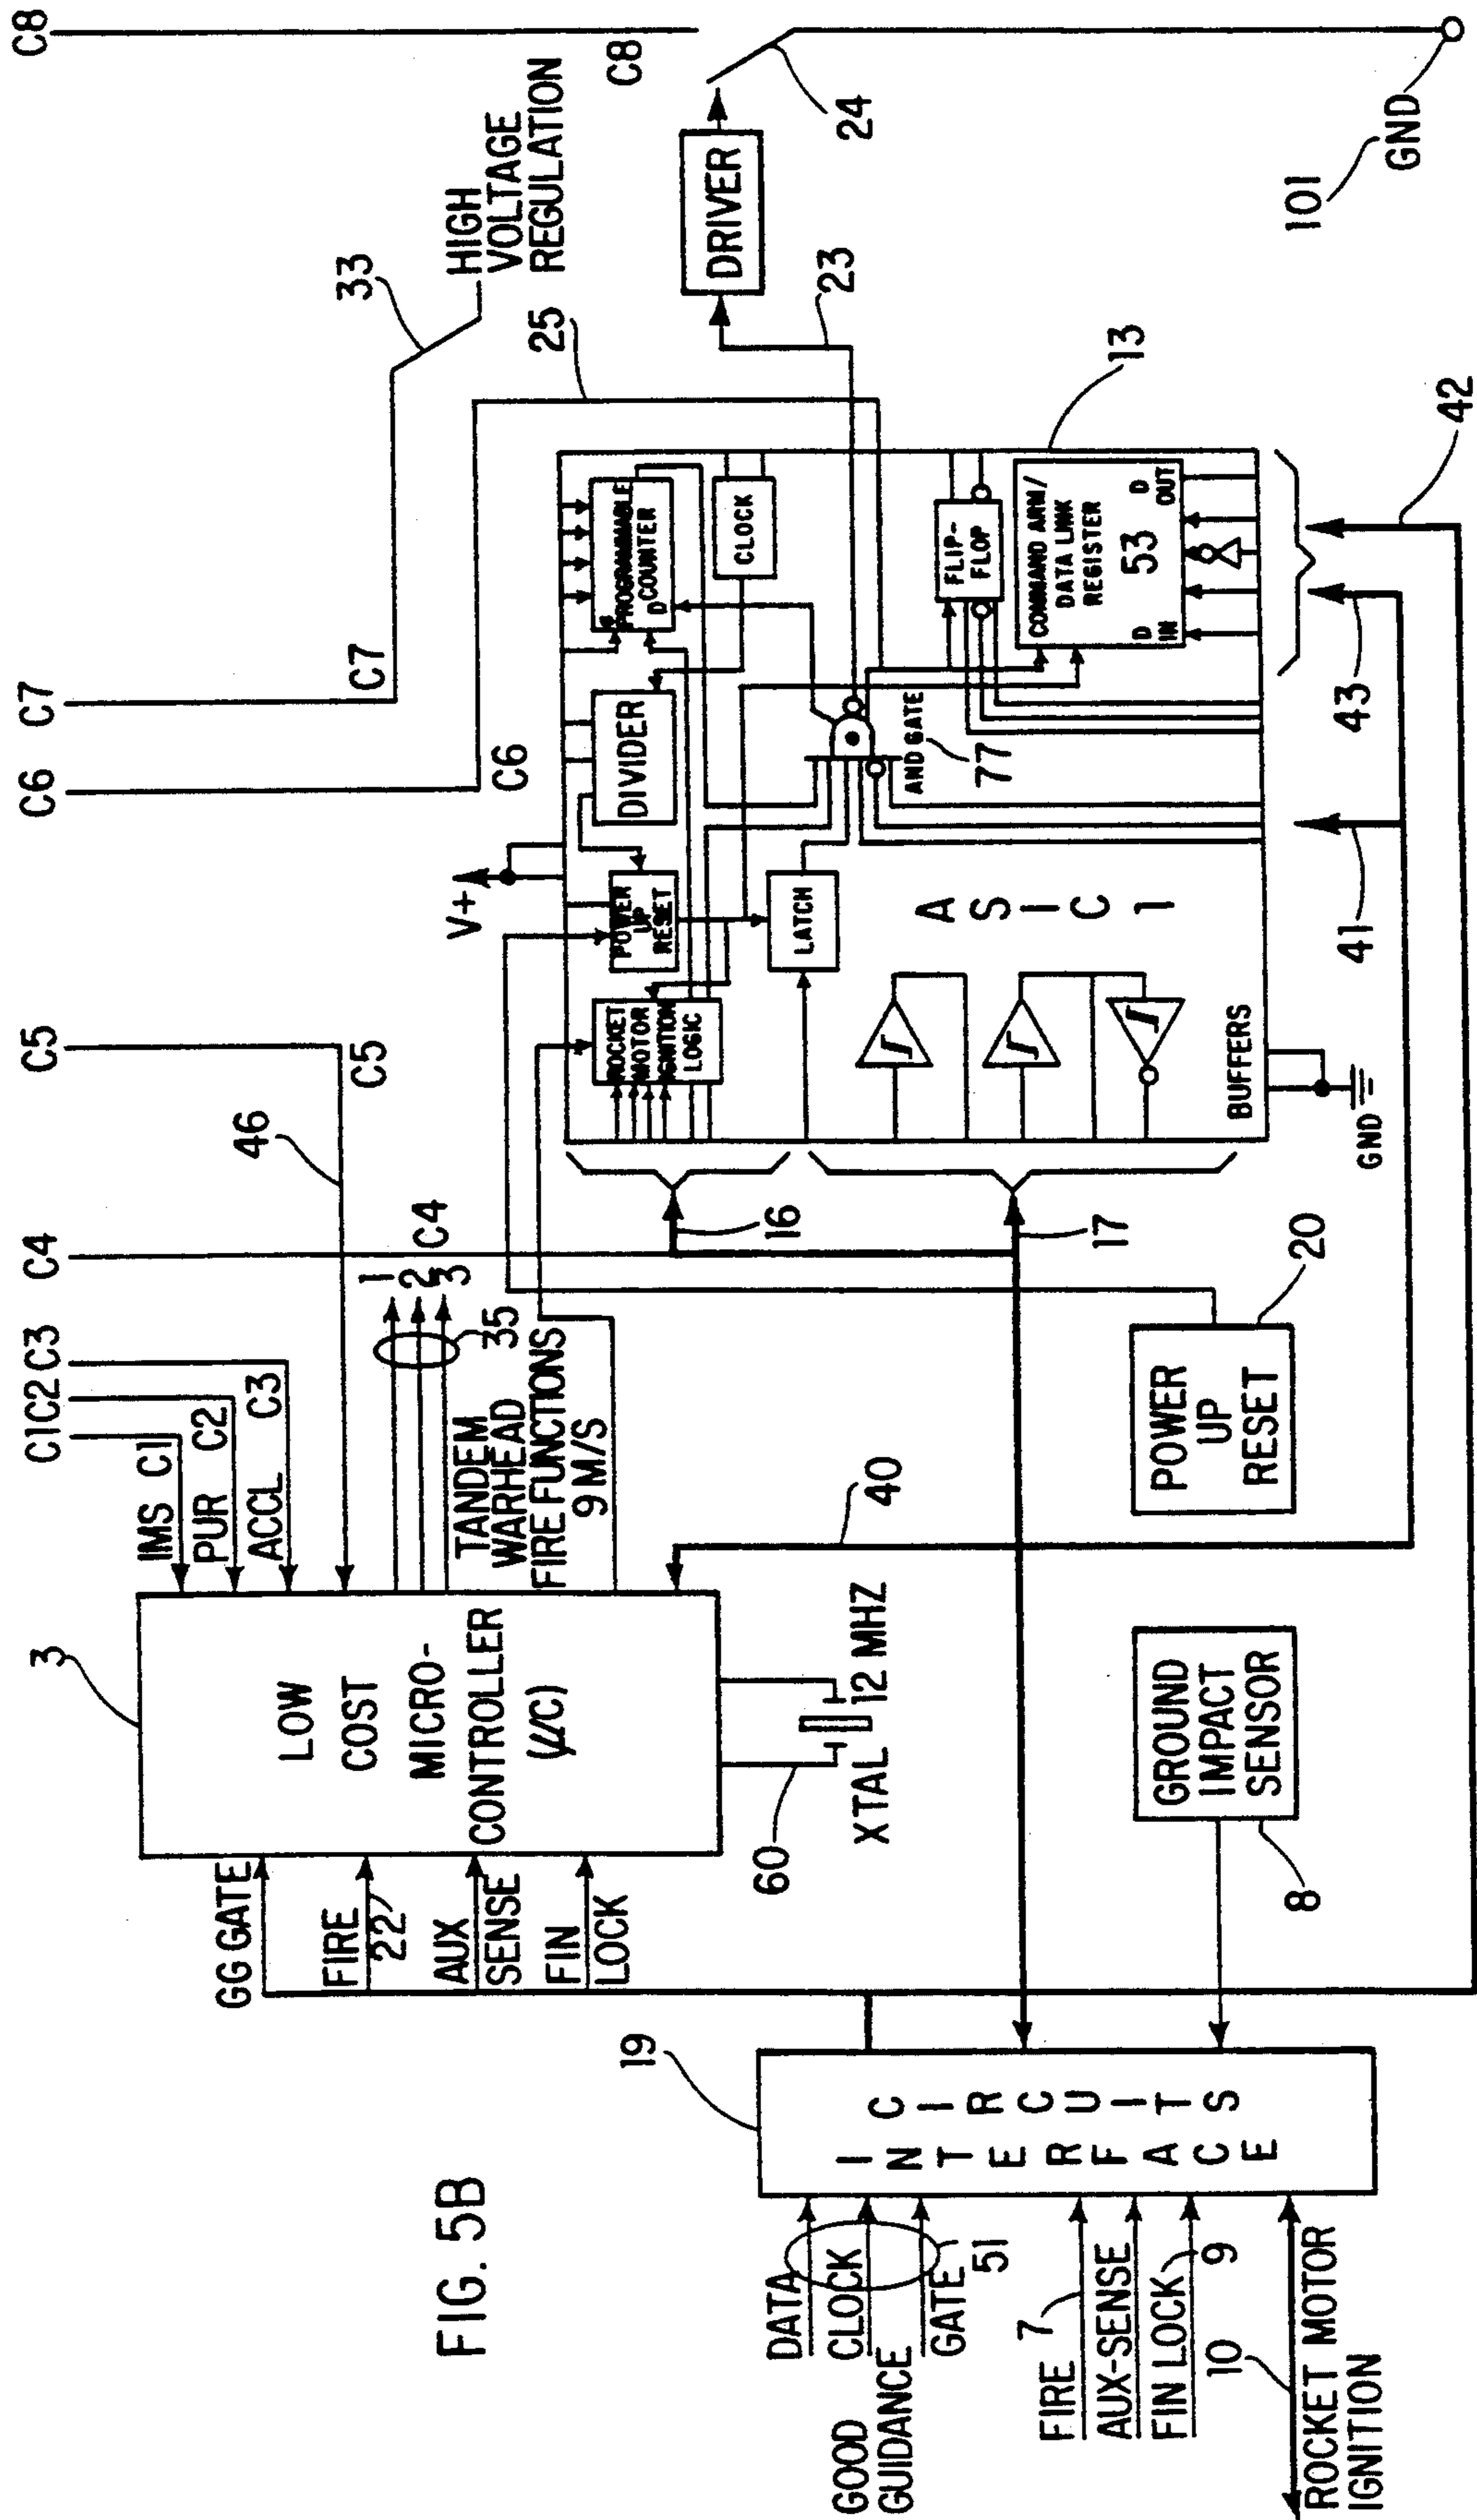 FIG. 5B
C1
C2
C3
C4
C5
C6
C7
C8
IMS C1
PUR C2
ACCL C3
46
C5
C4
1
2
3
35
TANDEM
WARHEAD
FIRE FUNCTIONS
9 M/S
3
LOW
COST
MICRO-
CONTROLLER
(μC)
GG GATE
FIRE
22
AUX
SENSE
FIN
LOCK
60
XTAL
12 MHZ
40
C7
33
HIGH
VOLTAGE
REGULATION
C6
25
V+
C8
DRIVER
24
23
101
GND
ROCKET
MOTOR
IGNITION
LOGIC
POWER
UP
RESET
DIVIDER
PROGRAMMABLE
COUNTER
D
CLOCK
LATCH
AND GATE
77
FLIP-
FLOP
COMMAND ARM/
DATA LINK
REGISTER
53
D
IN
D
OUT
13
ASIC 1
BUFFERS
GND
16
17
41
43
42
POWER
UP
RESET
20
GROUND
IMPACT
SENSOR
8
19
CIRCUITS
INTERFACE
DATA
CLOCK
GATE
51
GOOD
GUIDANCE
FIRE
7
AUX-SENSE
FIN LOCK
9
10
ROCKET MOTOR
IGNITION